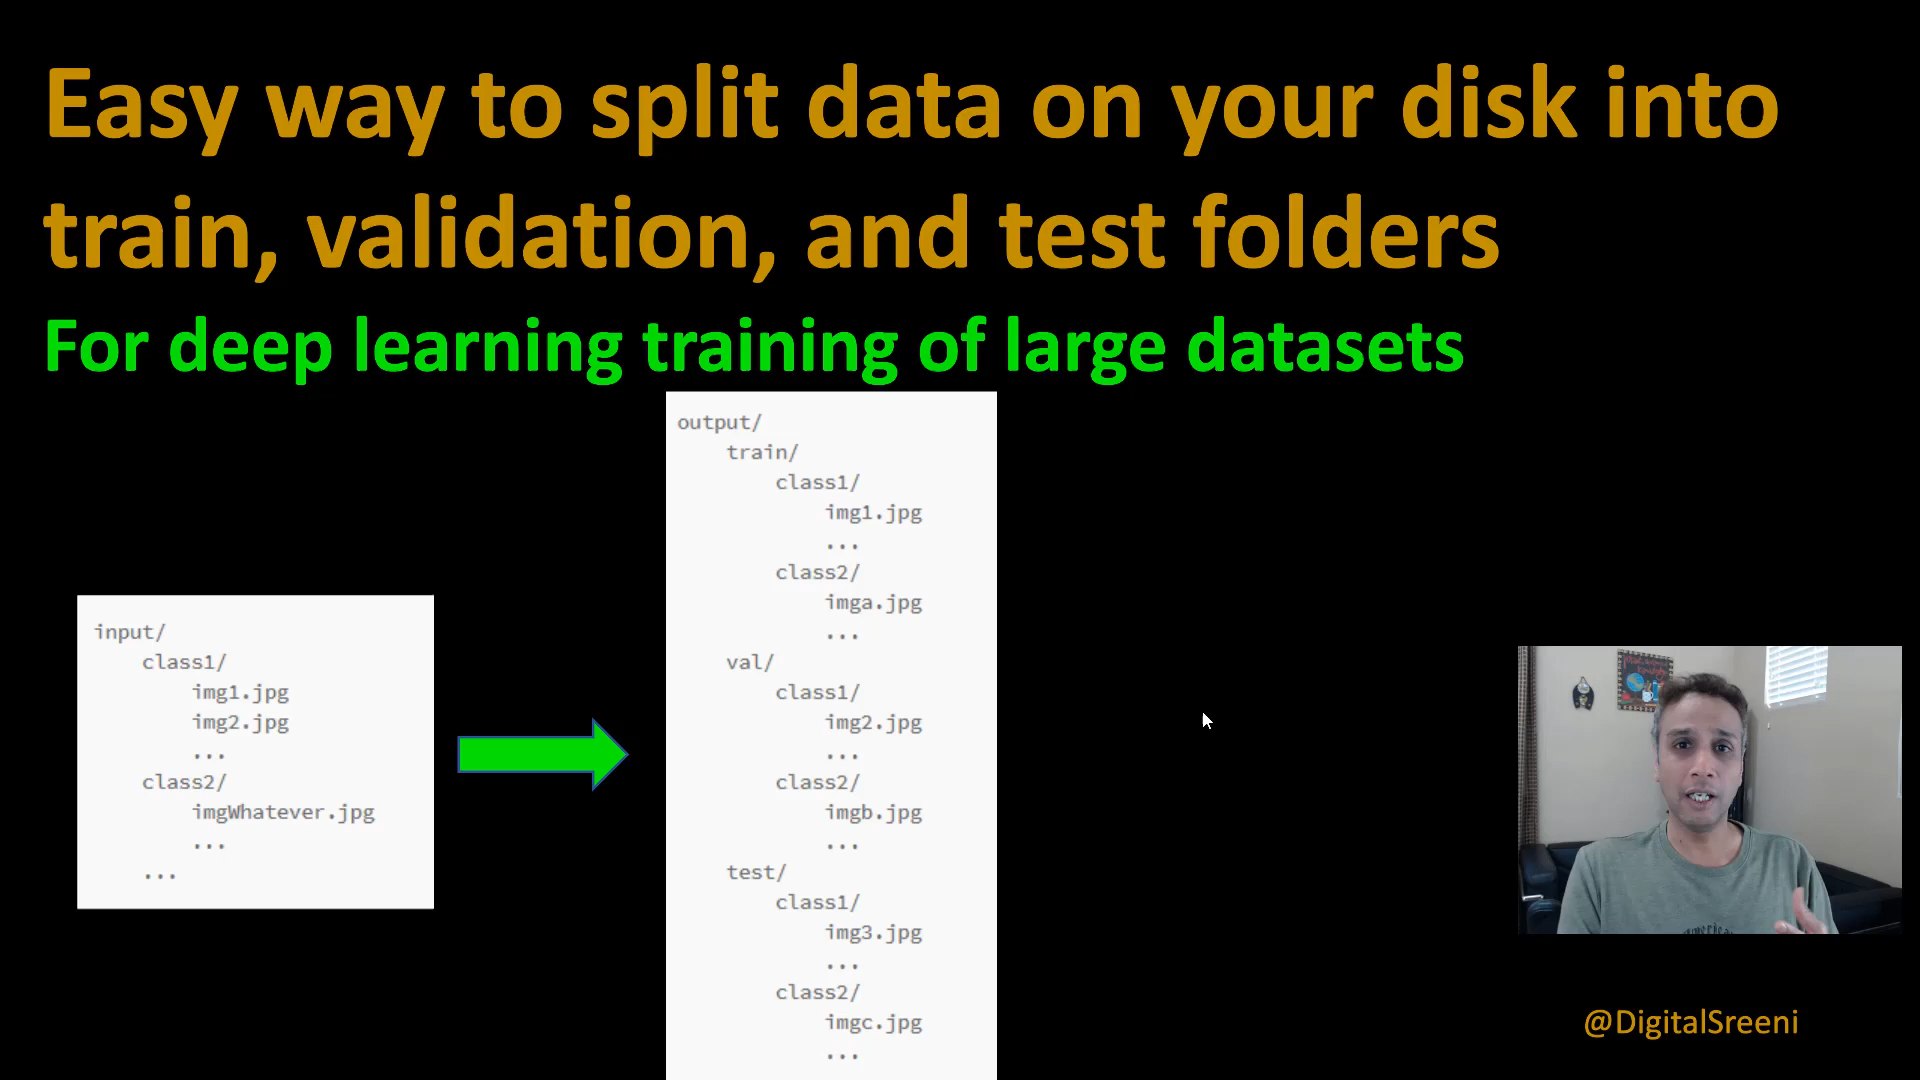 Easy way to split data on your disk into
train, validation, and test folders
For deep learning training of large datasets
input/
class1/
img1.jpg
img2.jpg
...
class2/
imgWhatever.jpg
...
...
output/
train/
class1/
img1.jpg
...
class2/
imga.jpg
...
val/
class1/
img2.jpg
...
class2/
imgb.jpg
...
test/
class1/
img3.jpg
...
class2/
imgc.jpg
...
@DigitalSreeni